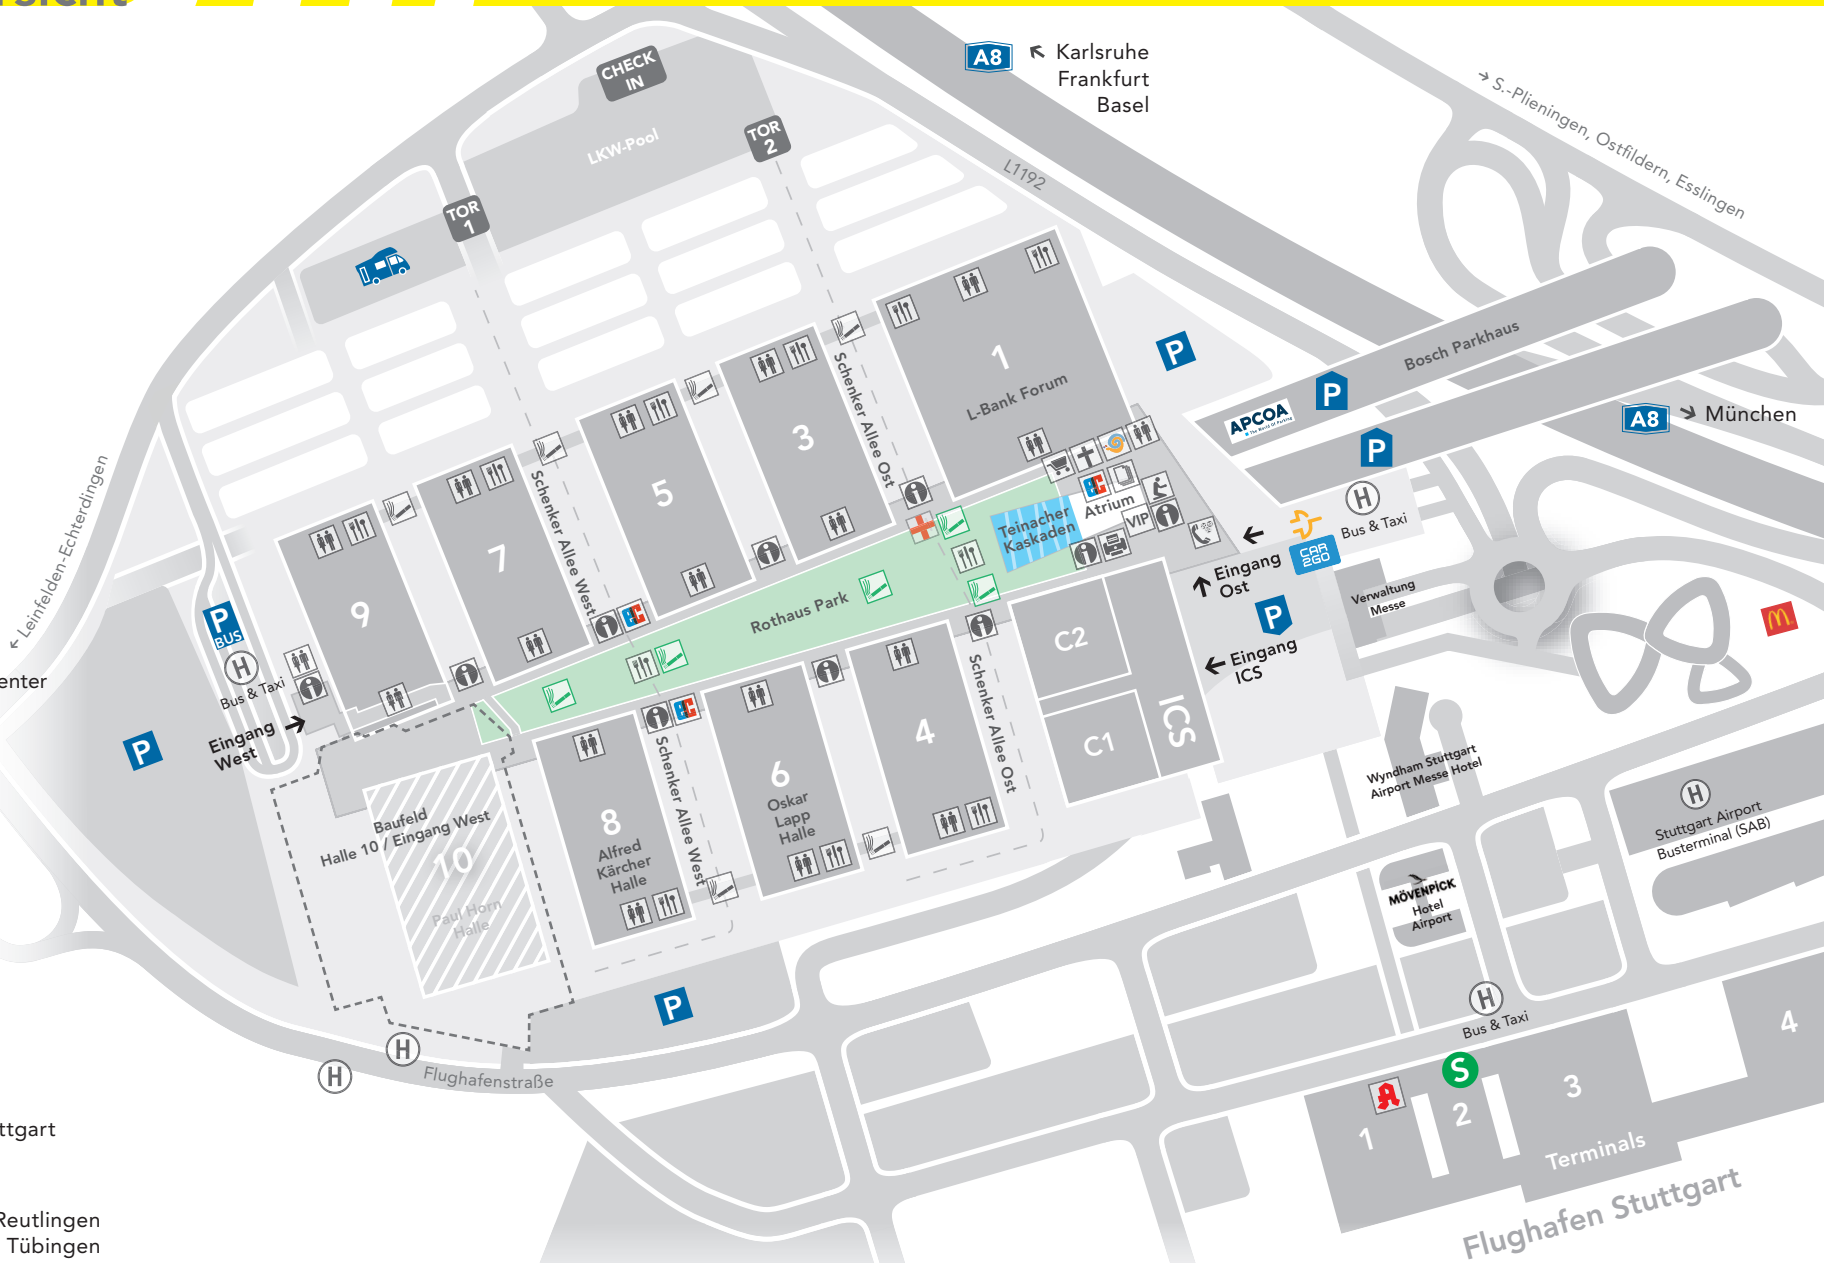 CHECK
IN
LKW-Pool
TOR
1
TOR
2
A8
Karlsruhe
Frankfurt
Basel
L1192
S.-Plieningen, Ostfildern, Esslingen
Bosch Parkhaus
APCOA
P
P
P
A8
München
H
Bus & Taxi
CAR
2GO
Eingang
Ost
P
Eingang
ICS
Verwaltung
Messe
1
L-Bank Forum
3
5
7
9
Schenker Allee Ost
Schenker Allee West
Teinacher
Kaskaden
Atrium
VIP
EC
Rothaus Park
EC
EC
Leinfelden-Echterdingen
P
BUS
H
Bus & Taxi
Eingang
West
P
enter
C2
C1
ICS
4
6
Oskar
Lapp
Halle
8
Alfred
Kärcher
Halle
Schenker Allee Ost
Schenker Allee West
Baufeld
Halle 10 / Eingang West
10
Paul Horn
Halle
P
H
H
Flughafenstraße
Wyndham Stuttgart
Airport Messe Hotel
H
Stuttgart Airport
Busterminal (SAB)
MÖVENPICK
Hotel
Airport
H
Bus & Taxi
S
A
1
2
3
4
Terminals
Flughafen Stuttgart
ttgart
Reutlingen
Tübingen